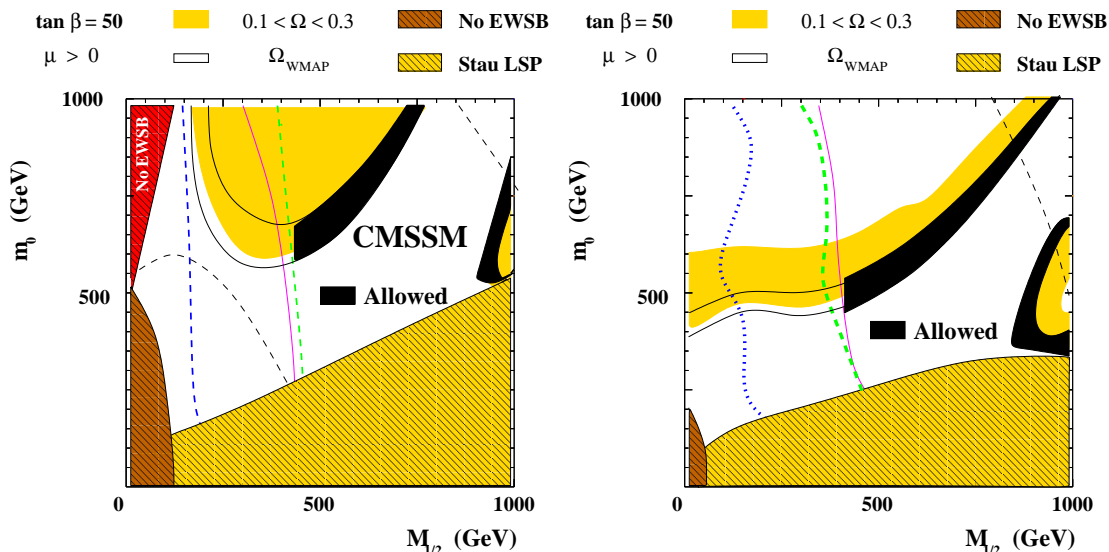 tan β = 50 0.1 < Ω < 0.3 No EWSB
μ > 0 Ω_WMAP Stau LSP
1000
No EWSB
m_0 (GeV)
CMSSM
500
Allowed
0 500 1000
M_1/2 (GeV)
tan β = 50 0.1 < Ω < 0.3 No EWSB
μ > 0 Ω_WMAP Stau LSP
1000
m_0 (GeV)
500
Allowed
0 500 1000
M_1/2 (GeV)